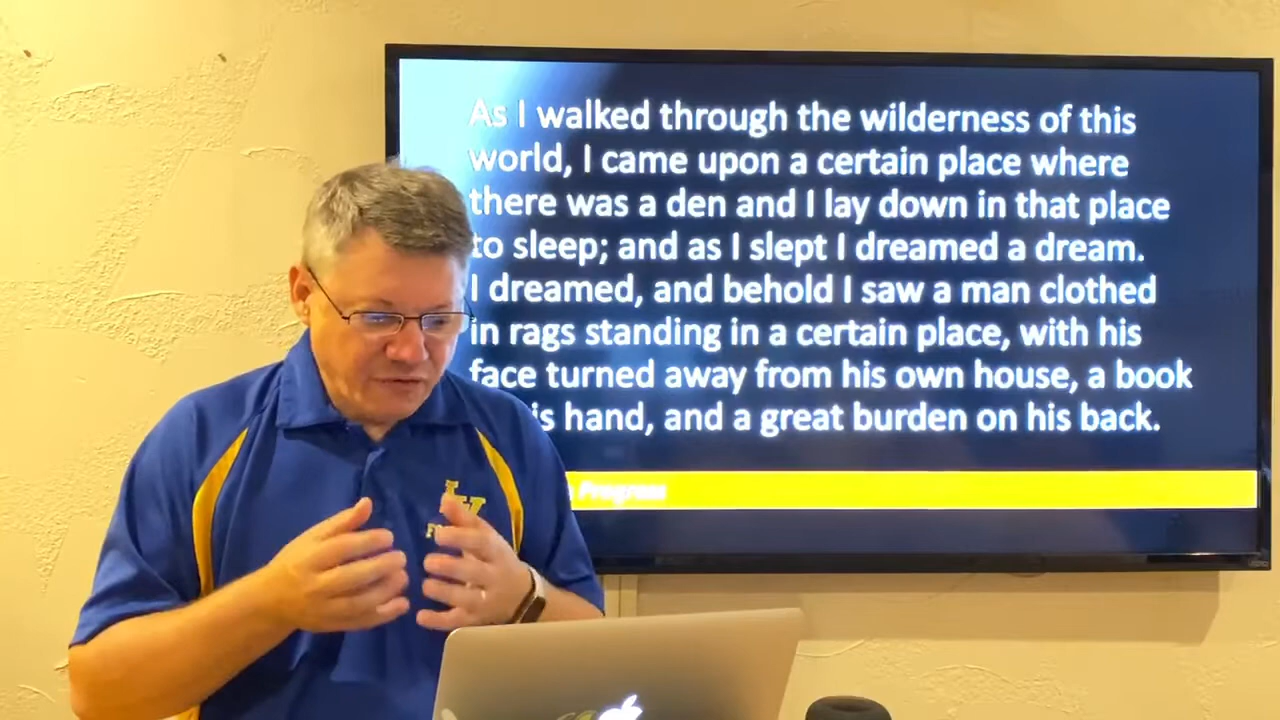 As I walked through the wilderness of this
world, I came upon a certain place where
there was a den and I lay down in that place
to sleep; and as I slept I dreamed a dream.
I dreamed, and behold I saw a man clothed
in rags standing in a certain place, with his
face turned away from his own house, a book
is hand, and a great burden on his back.
Progress